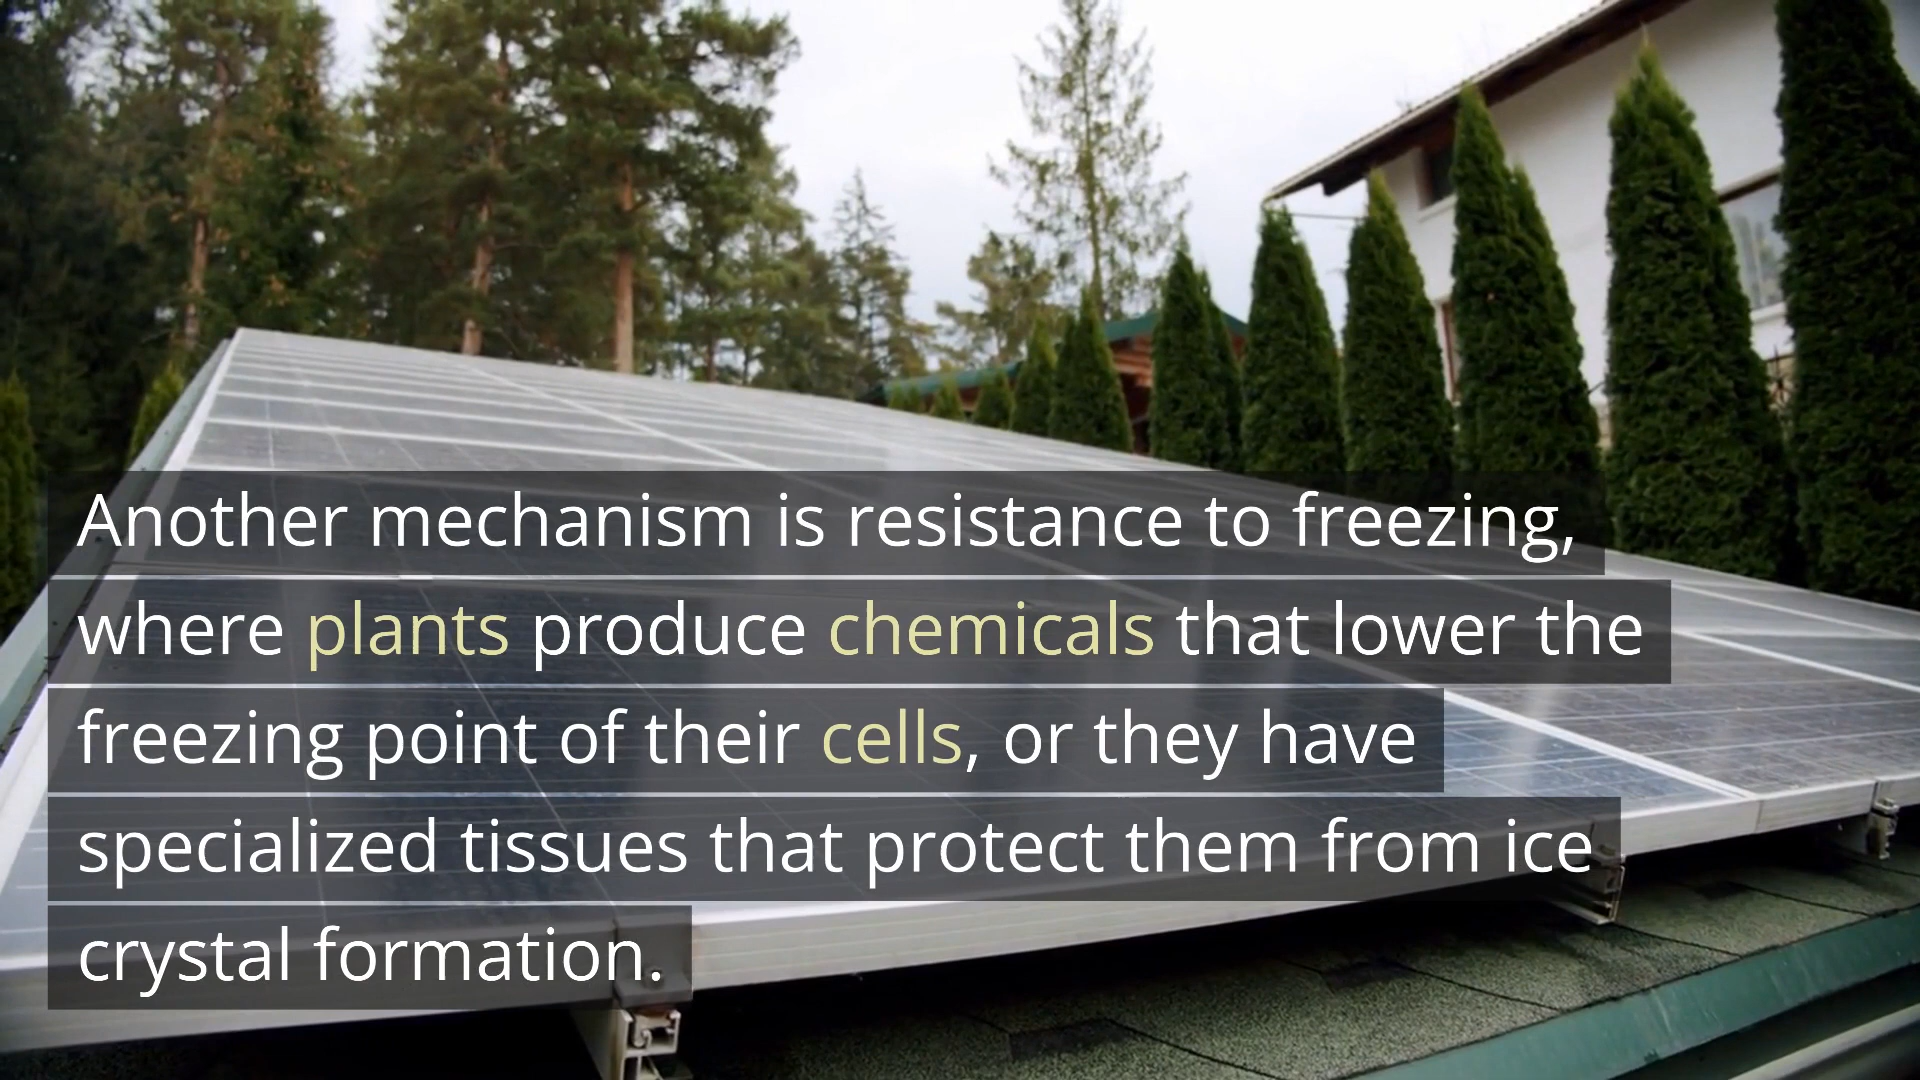 Another mechanism is resistance to freezing,
where plants produce chemicals that lower the
freezing point of their cells, or they have
specialized tissues that protect them from ice
crystal formation.